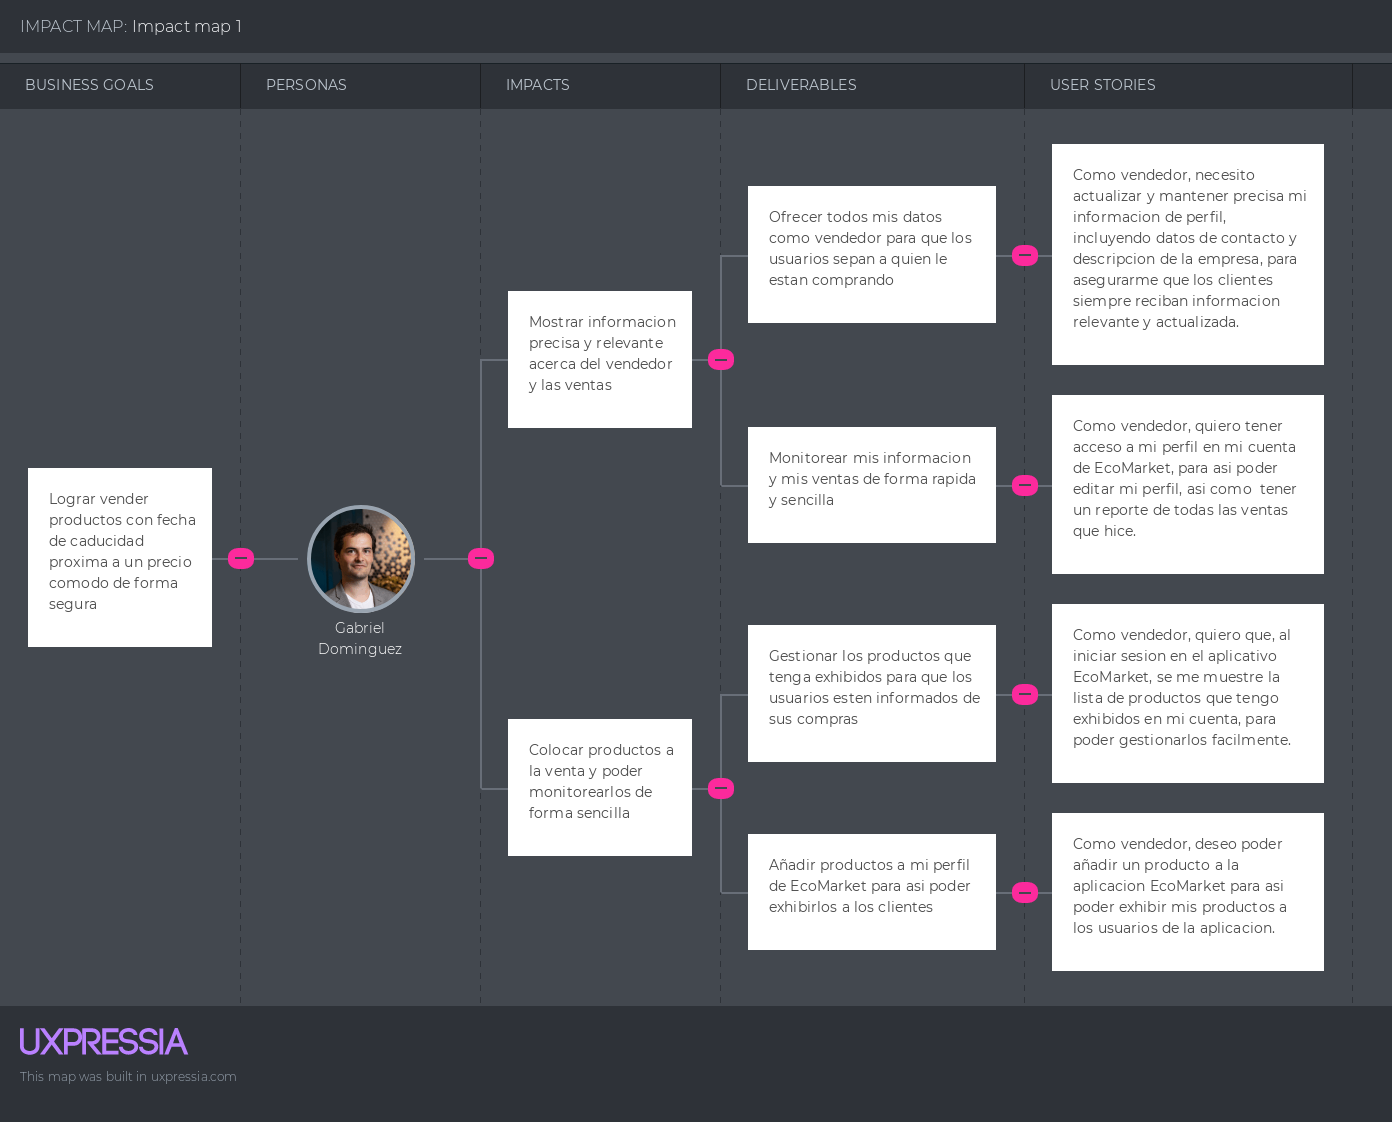 IMPACT MAP: Impact map 1
BUSINESS GOALS
PERSONAS
IMPACTS
DELIVERABLES
USER STORIES
Lograr vender
productos con fecha
de caducidad
proxima a un precio
comodo de forma
segura
Gabriel
Dominguez
Mostrar informacion
precisa y relevante
acerca del vendedor
y las ventas
Ofrecer todos mis datos
como vendedor para que los
usuarios sepan a quien le
estan comprando
Como vendedor, necesito
actualizar y mantener precisa mi
informacion de perfil,
incluyendo datos de contacto y
descripcion de la empresa, para
asegurarme que los clientes
siempre reciban informacion
relevante y actualizada.
Monitorear mis informacion
y mis ventas de forma rapida
y sencilla
Como vendedor, quiero tener
acceso a mi perfil en mi cuenta
de EcoMarket, para asi poder
editar mi perfil, asi como  tener
un reporte de todas las ventas
que hice.
Colocar productos a
la venta y poder
monitorearlos de
forma sencilla
Gestionar los productos que
tenga exhibidos para que los
usuarios esten informados de
sus compras
Como vendedor, quiero que, al
iniciar sesion en el aplicativo
EcoMarket, se me muestre la
lista de productos que tengo
exhibidos en mi cuenta, para
poder gestionarlos facilmente.
Añadir productos a mi perfil
de EcoMarket para asi poder
exhibirlos a los clientes
Como vendedor, deseo poder
añadir un producto a la
aplicacion EcoMarket para asi
poder exhibir mis productos a
los usuarios de la aplicacion.
UXPRESSIA
This map was built in uxpressia.com